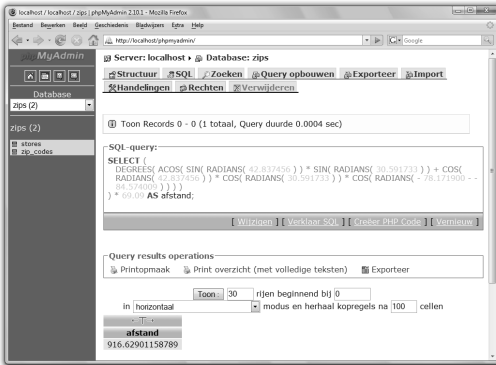 localhost / localhost / zips | phpMyAdmin 2.10.1 - Mozilla Firefox
Bestand Bewerken Beeld Geschiedenis Bladwijzers Extra Help
http://localhost/phpmyadmin/
Google
phpMyAdmin
Database
zips (2)
zips (2)
stores
zip_codes
Server: localhost ▸ Database: zips
Structuur SQL Zoeken Query opbouwen Exporteer Import
Handelingen Rechten Verwijderen
Toon Records 0 - 0 (1 totaal, Query duurde 0.0004 sec)
SQL-query:
SELECT (
DEGREES( ACOS( SIN( RADIANS( 42.837456 ) ) * SIN( RADIANS( 30.591733 ) ) + COS(
RADIANS( 42.837456 ) ) * COS( RADIANS( 30.591733 ) ) * COS( RADIANS( - 78.171900 - -
84.574009 ) ) ) )
) * 69.09 AS afstand;
[ Wijzigen ] [ Verklaar SQL ] [ Creëer PHP Code ] [ Vernieuw ]
Query results operations
Printopmaak Print overzicht (met volledige teksten) Exporteer
Toon : 30 rijen beginnend bij 0
in horizontaal modus en herhaal kopregels na 100 cellen
afstand
916.62901158789